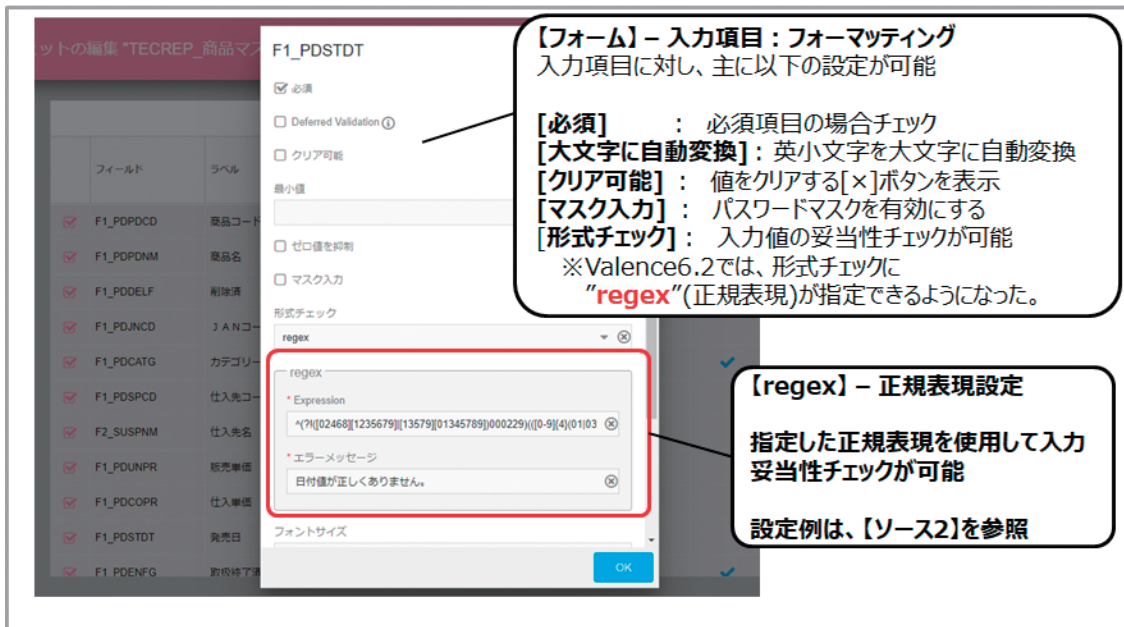 ットの編集 "TECREP_商品マス
F1_PDSTDT
必須
Deferred Validation
クリア可能
最小値
ゼロ値を抑制
マスク入力
形式チェック
regex
regex
* Expression
* エラーメッセージ
日付値が正しくありません。
フォントサイズ
OK
フィールド ラベル
F1_PDPDCD 商品コード
F1_PDPDNM 商品名
F1_PDDELF 削除済
F1_PDJNCD JANコー
F1_PDCATG カテゴリー
F1_PDSPCD 仕入先コー
F2_SUSPNM 仕入先名
F1_PDUNPR 販売単価
F1_PDCOPR 仕入単価
F1_PDSTDT 発売日
F1_PDENFG 取扱終了済
【フォーム】 – 入力項目：フォーマッティング
入力項目に対し、主に以下の設定が可能
[必須] ： 必須項目の場合チェック
[大文字に自動変換]： 英小文字を大文字に自動変換
[クリア可能] ： 値をクリアする[×]ボタンを表示
[マスク入力] ： パスワードマスクを有効にする
[形式チェック]： 入力値の妥当性チェックが可能
※Valence6.2では、形式チェックに
"regex"(正規表現)が指定できるようになった。
【regex】 – 正規表現設定
指定した正規表現を使用して入力
妥当性チェックが可能
設定例は、【ソース2】を参照